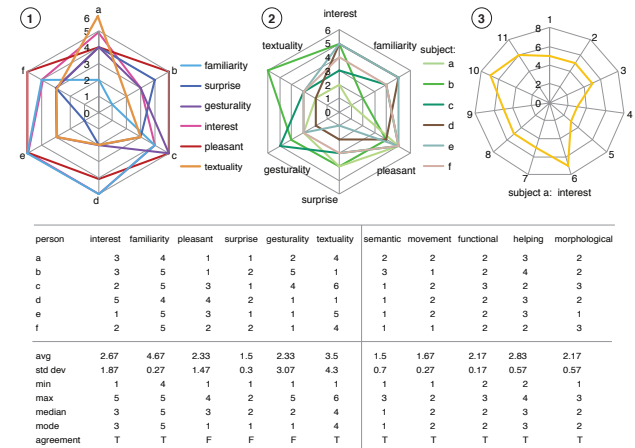 1
a
6
5
4
3
2
1
0
b
c
d
e
f
familiarity
surprise
gesturality
interest
pleasant
textuality
2
interest
6
5
4
3
2
1
0
textuality
familiarity
gesturality
pleasant
surprise
subject:
a
b
c
d
e
f
3
1
8
6
4
2
0
2
3
4
5
6
7
8
9
10
11
subject a: interest
person interest familiarity pleasant surprise gesturality textuality semantic movement functional helping morphological
a 3 4 1 1 2 4 2 2 2 3 2
b 3 5 1 2 5 1 3 1 2 4 2
c 2 5 3 1 4 6 1 2 3 2 3
d 5 4 4 2 1 1 1 2 2 3 2
e 1 5 3 1 1 5 1 2 2 3 1
f 2 5 2 2 1 4 1 1 2 2 3
avg 2.67 4.67 2.33 1.5 2.33 3.5 1.5 1.67 2.17 2.83 2.17
std dev 1.87 0.27 1.47 0.3 3.07 4.3 0.7 0.27 0.17 0.57 0.57
min 1 4 1 1 1 1 1 1 2 2 1
max 5 5 4 2 5 6 3 2 3 4 3
median 3 5 3 2 2 4 1 2 2 3 2
mode 3 5 1 1 1 4 1 2 2 3 2
agreement T T F F F T T T T T T